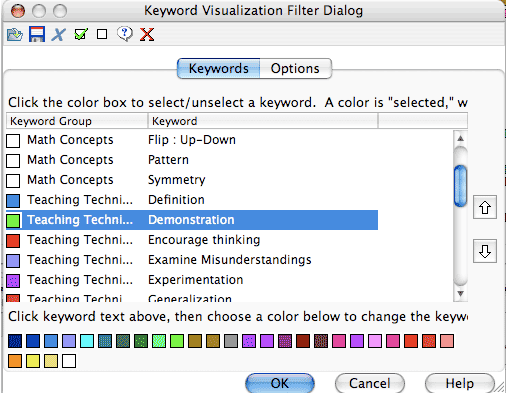 Keyword Visualization Filter Dialog
Keywords Options
Click the color box to select/unselect a keyword. A color is "selected," w
Keyword Group Keyword
Math Concepts Flip : Up-Down
Math Concepts Pattern
Math Concepts Symmetry
Teaching Techni... Definition
Teaching Techni... Demonstration
Teaching Techni... Encourage thinking
Teaching Techni... Examine Misunderstandings
Teaching Techni... Experimentation
Teaching Techni... Generalization
Click keyword text above, then choose a color below to change the keyw
OK Cancel Help